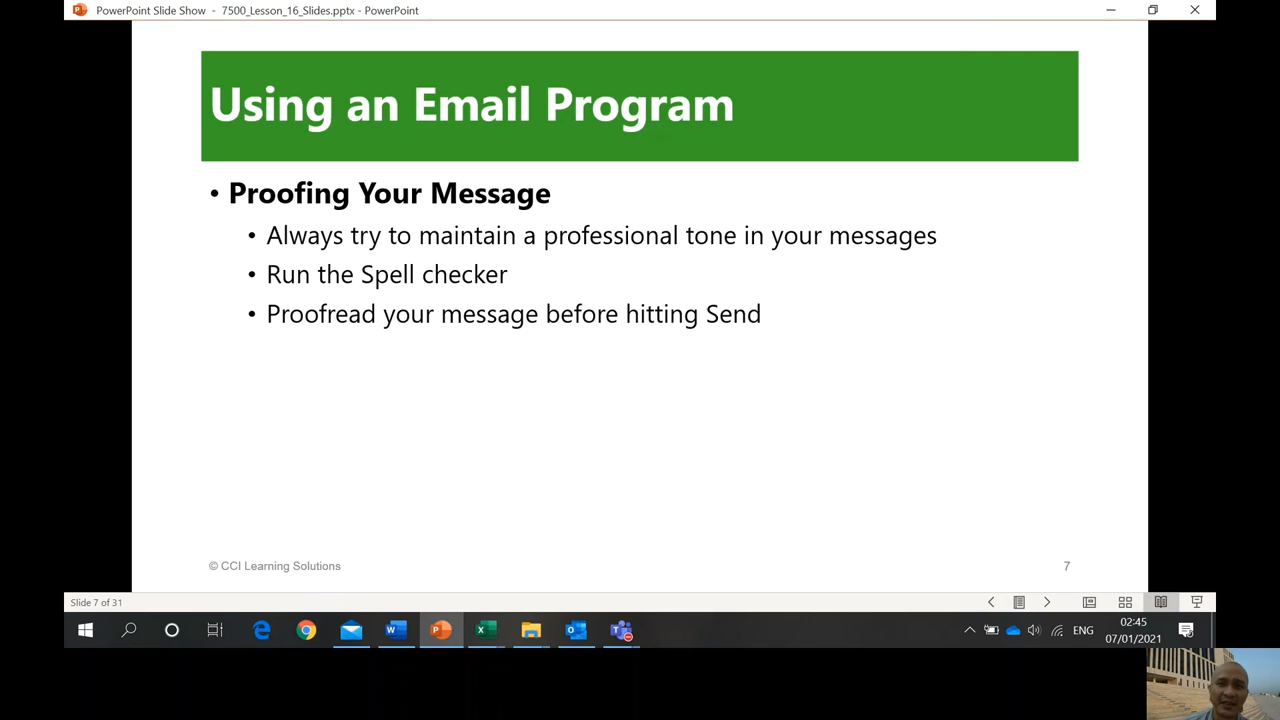 PowerPoint Slide Show - 7500_Lesson_16_Slides.pptx - PowerPoint
Using an Email Program
• Proofing Your Message
• Always try to maintain a professional tone in your messages
• Run the Spell checker
• Proofread your message before hitting Send
© CCI Learning Solutions
7
Slide 7 of 31
ENG
02:45
07/01/2021